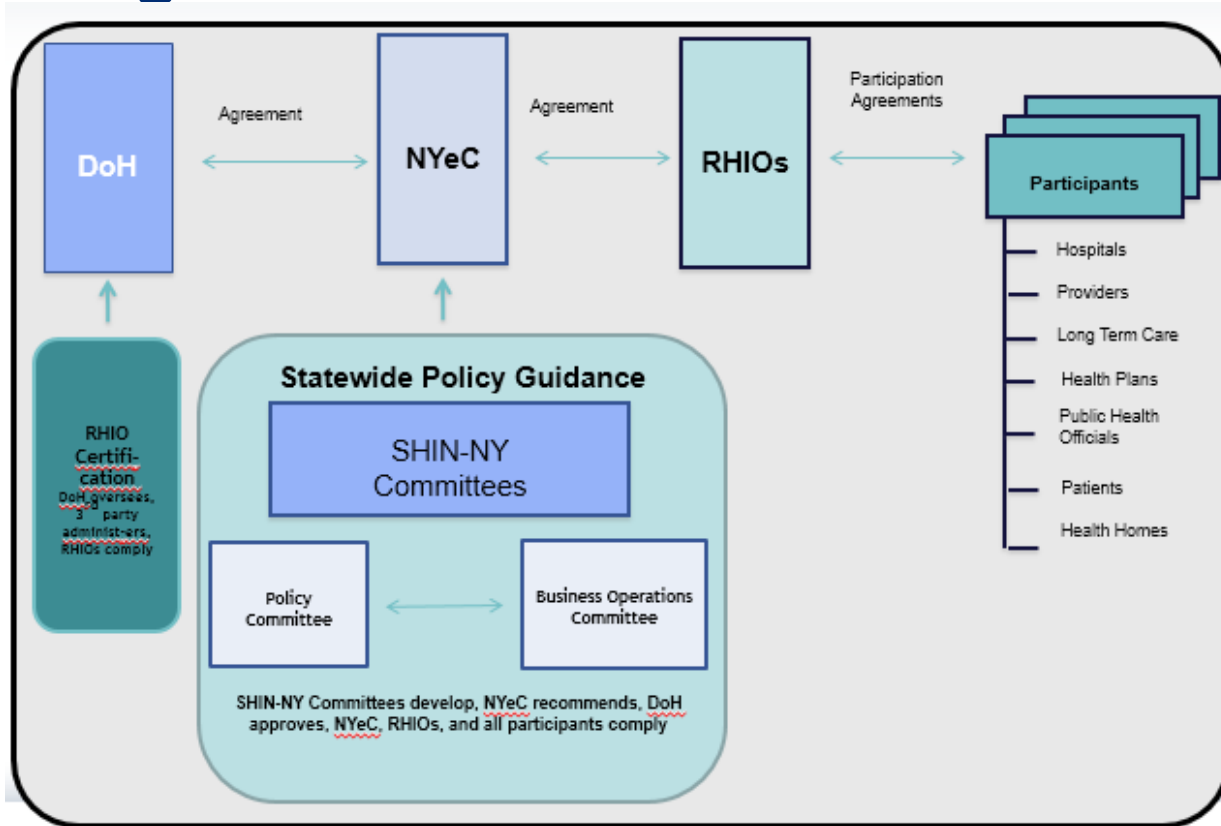 DoH
Agreement
NYeC
Agreement
RHIOs
Participation
Agreements
Participants
Hospitals
Providers
Long Term Care
Health Plans
Public Health
Officials
Patients
Health Homes
RHIO
Certifi-
cation
DoH oversees,
3rd party
administ-ers,
RHIOs comply
Statewide Policy Guidance
SHIN-NY
Committees
Policy
Committee
Business Operations
Committee
SHIN-NY Committees develop, NYeC recommends, DoH
approves, NYeC, RHIOs, and all participants comply